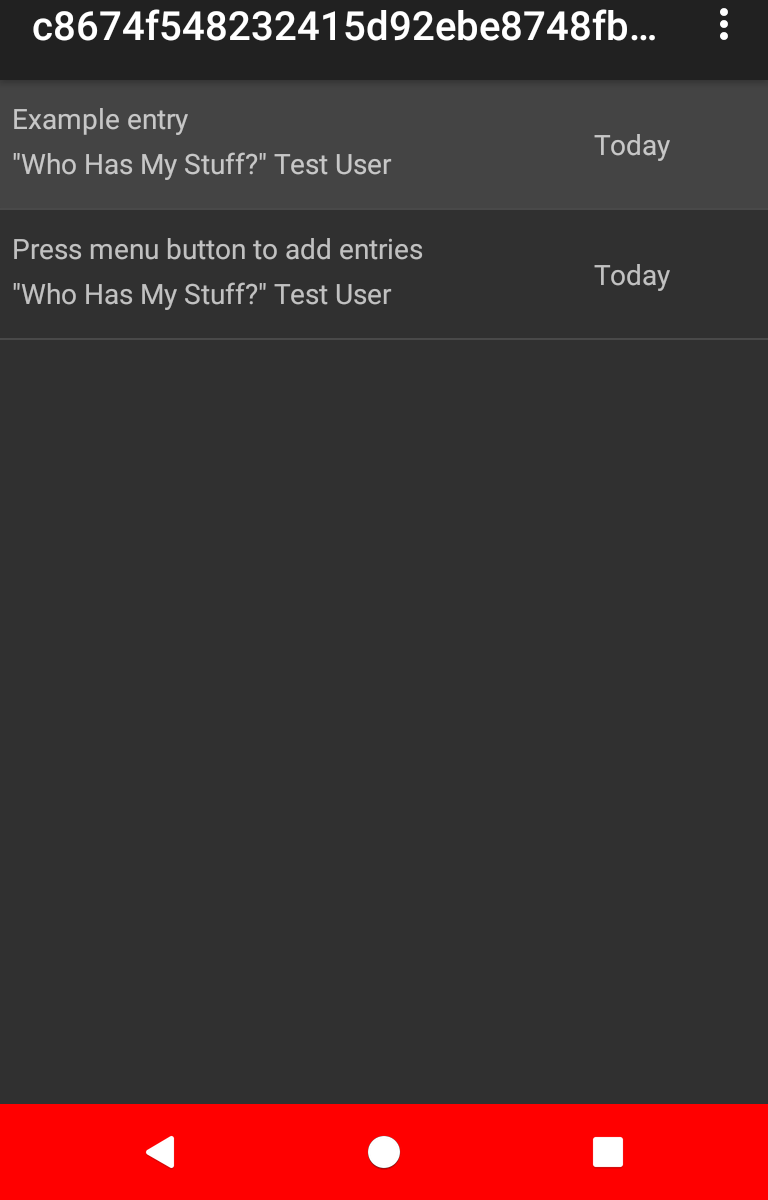 c8674f548232415d92ebe8748fb...
Example entry
"Who Has My Stuff?" Test User
Today
Press menu button to add entries
"Who Has My Stuff?" Test User
Today